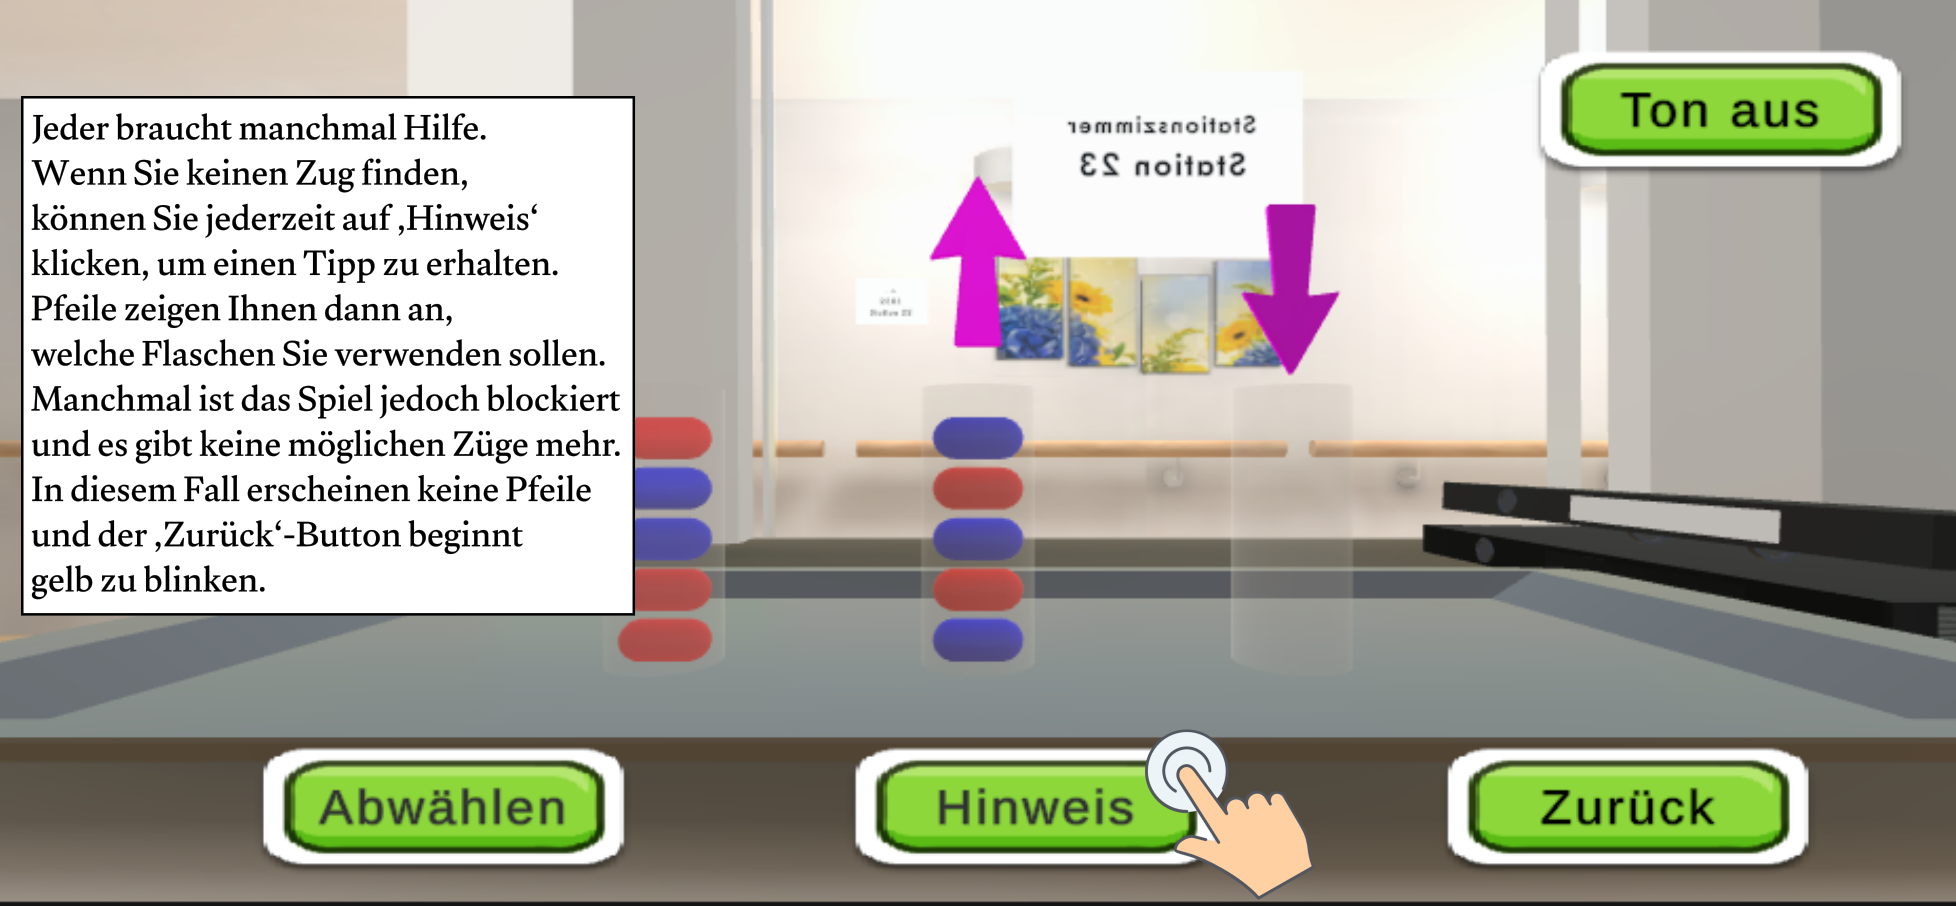 Jeder braucht manchmal Hilfe.
Wenn Sie keinen Zug finden,
können Sie jederzeit auf ‚Hinweis‘
klicken, um einen Tipp zu erhalten.
Pfeile zeigen Ihnen dann an,
welche Flaschen Sie verwenden sollen.
Manchmal ist das Spiel jedoch blockiert
und es gibt keine möglichen Züge mehr.
In diesem Fall erscheinen keine Pfeile
und der ‚Zurück‘-Button beginnt
gelb zu blinken.
Stationszimmer
Station 23
Ton aus
Abwählen
Hinweis
Zurück